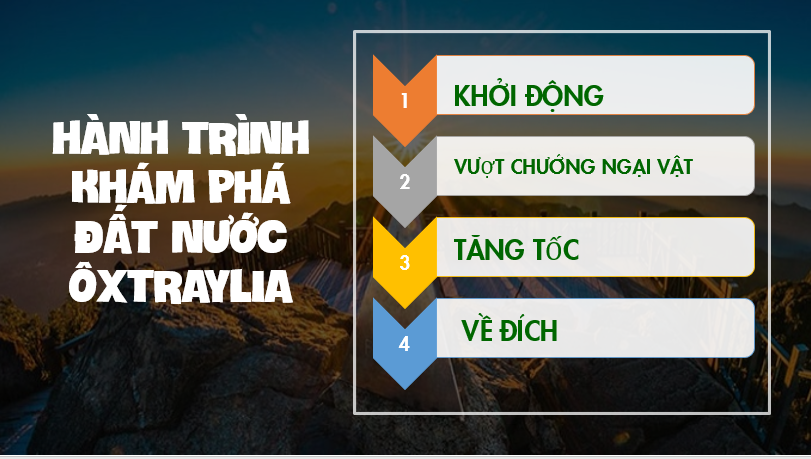 HÀNH TRÌNH
KHÁM PHÁ
ĐẤT NƯỚC
ÔXTRAYLIA
1
KHỞI ĐỘNG
2
VƯỢT CHƯỚNG NGẠI VẬT
3
TĂNG TỐC
4
VỀ ĐÍCH